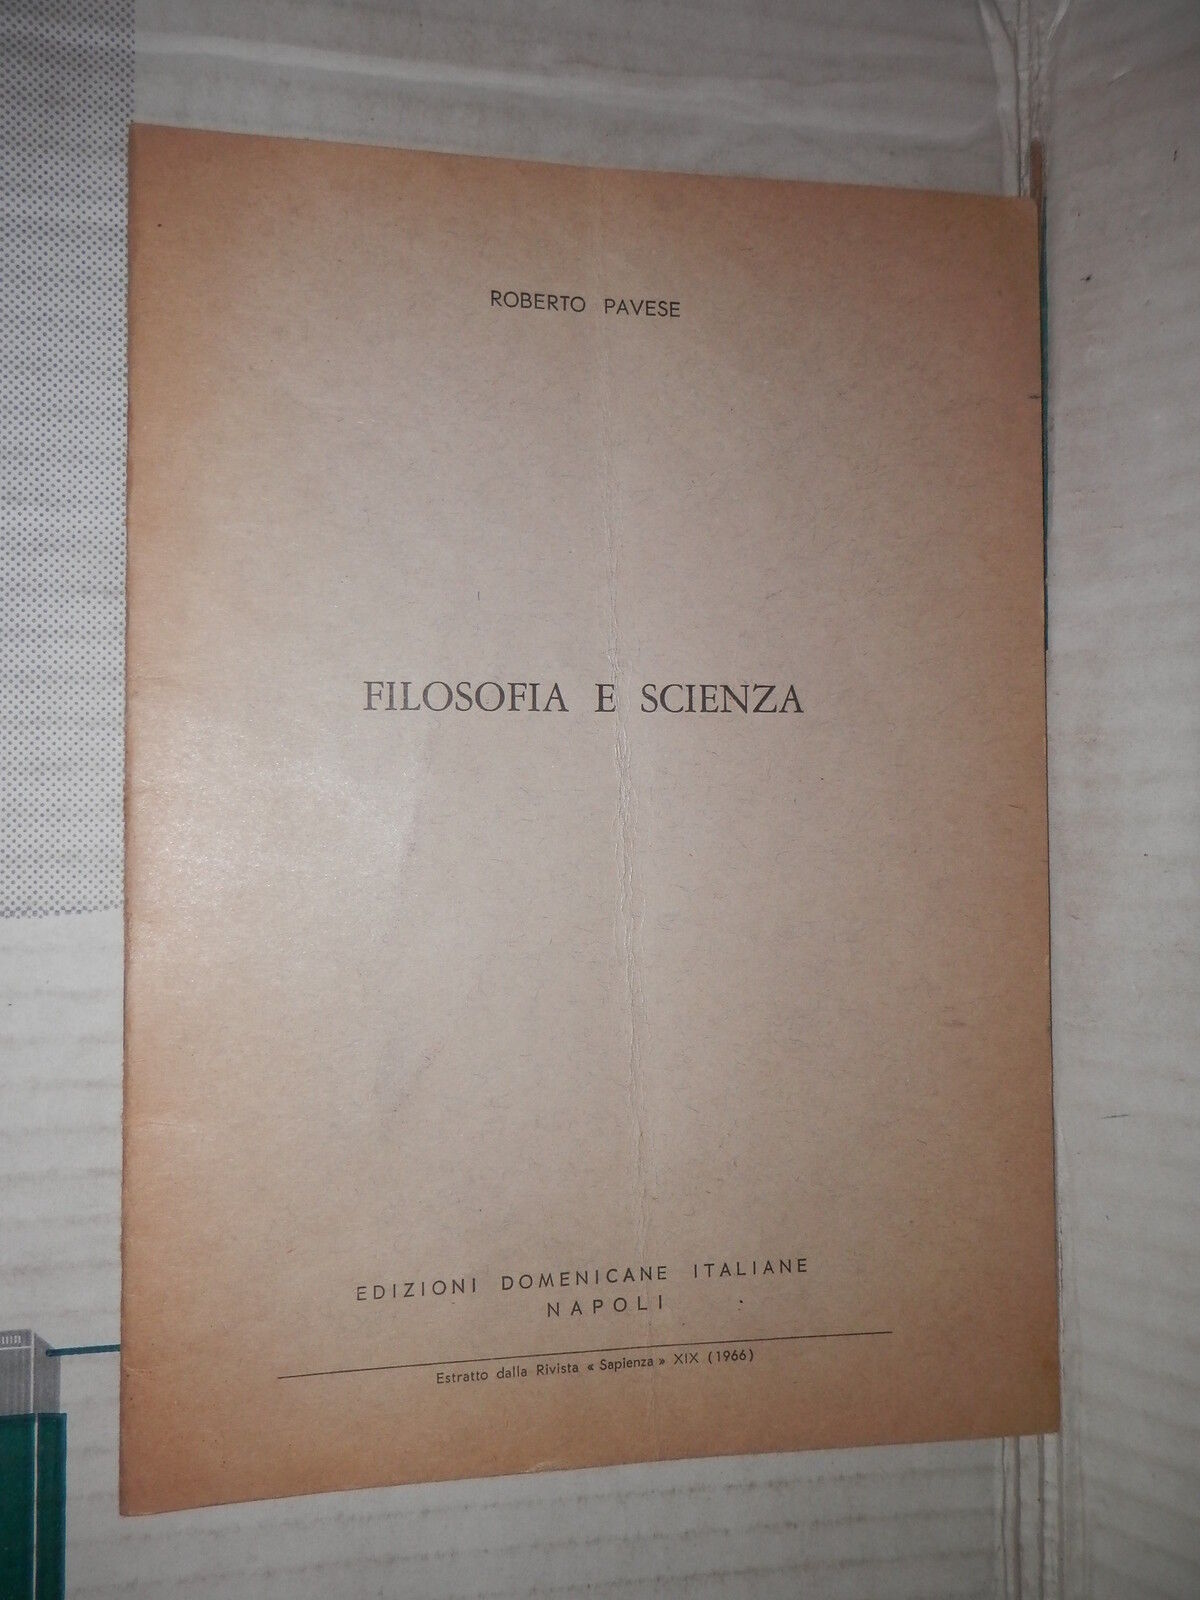 ROBERTO PAVESE
FILOSOFIA E SCIENZA
EDIZIONI DOMENICANE ITALIANE
NAPOLI
Estratto dalla Rivista « Sapienza » XIX (1966)